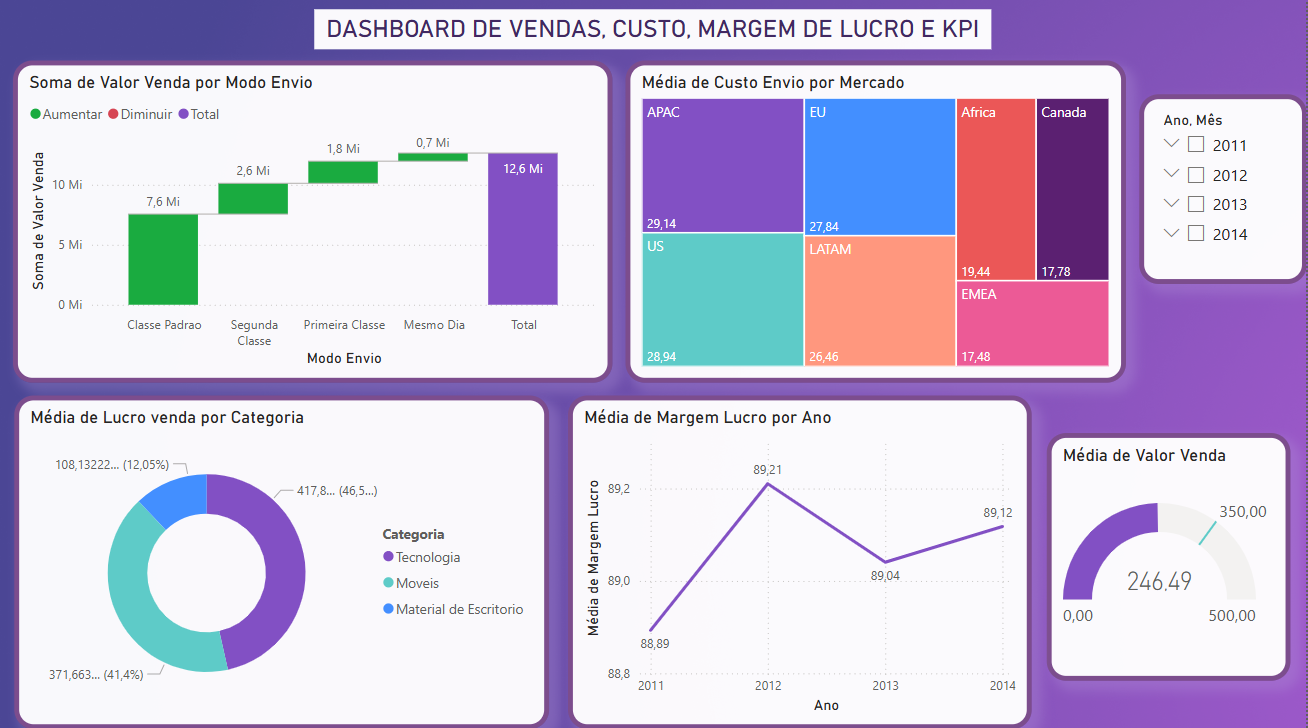 DASHBOARD DE VENDAS, CUSTO, MARGEM DE LUCRO E KPI
Soma de Valor Venda por Modo Envio
Aumentar Diminuir Total
Soma de Valor Venda
10 Mi
5 Mi
0 Mi
7,6 Mi
2,6 Mi
1,8 Mi
0,7 Mi
12,6 Mi
Classe Padrao
Segunda
Classe
Primeira Classe
Mesmo Dia
Total
Modo Envio
Média de Custo Envio por Mercado
APAC
29,14
US
28,94
EU
27,84
LATAM
26,46
Africa
19,44
Canada
17,78
EMEA
17,48
Ano, Mês
2011
2012
2013
2014
Média de Lucro venda por Categoria
108,13222... (12,05%)
417,8... (46,5...)
371,663... (41,4%)
Categoria
Tecnologia
Moveis
Material de Escritorio
Média de Margem Lucro por Ano
Média de Margem Lucro
89,2
89,0
88,8
88,89
89,21
89,04
89,12
2011
2012
2013
2014
Ano
Média de Valor Venda
350,00
246,49
0,00
500,00